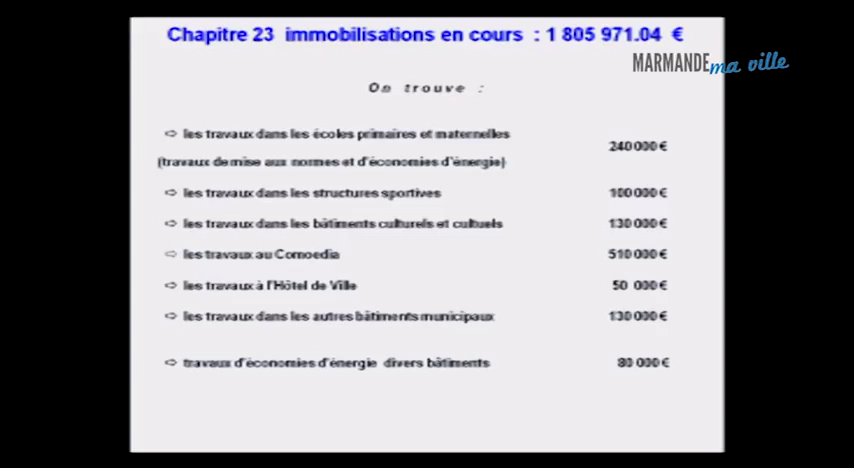 Chapitre 23 immobilisations en cours : 1 805 971.04 €
MARMANDE ma ville
On trouve :
⇨ les travaux dans les écoles primaires et maternelles 240 000 €
(travaux de mise aux normes et d'économies d'énergie)
⇨ les travaux dans les structures sportives 100 000 €
⇨ les travaux dans les bâtiments culturels et cultuels 130 000 €
⇨ les travaux au Comoedia 510 000 €
⇨ les travaux à l'Hôtel de Ville 50 000 €
⇨ les travaux dans les autres bâtiments municipaux 130 000 €
⇨ travaux d'économies d'énergie divers bâtiments 80 000 €